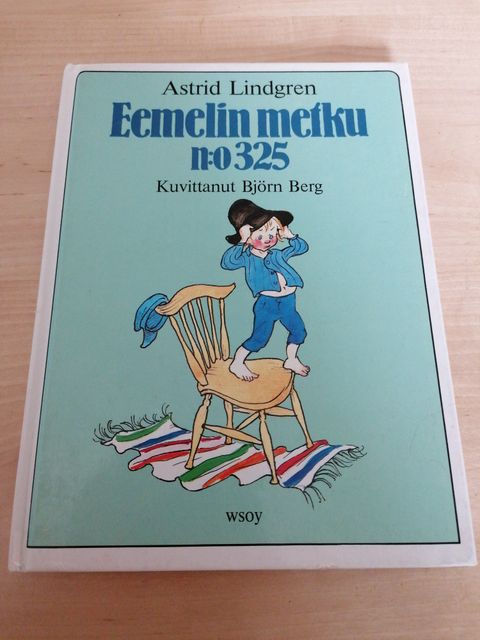 Astrid Lindgren
Eemelin metku
n:o 325
Kuvittanut Björn Berg
wsoy